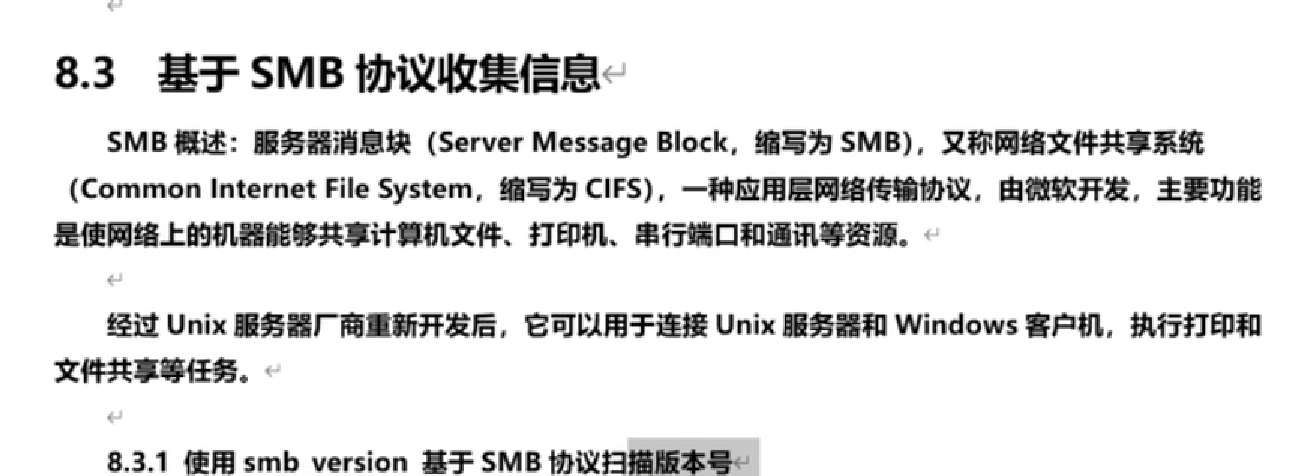 8.3 基于 SMB 协议收集信息
SMB 概述：服务器消息块（Server Message Block，缩写为 SMB），又称网络文件共享系统
（Common Internet File System，缩写为 CIFS），一种应用层网络传输协议，由微软开发，主要功能
是使网络上的机器能够共享计算机文件、打印机、串行端口和通讯等资源。
经过 Unix 服务器厂商重新开发后，它可以用于连接 Unix 服务器和 Windows 客户机，执行打印和
文件共享等任务。
8.3.1 使用 smb_version 基于 SMB 协议扫描版本号